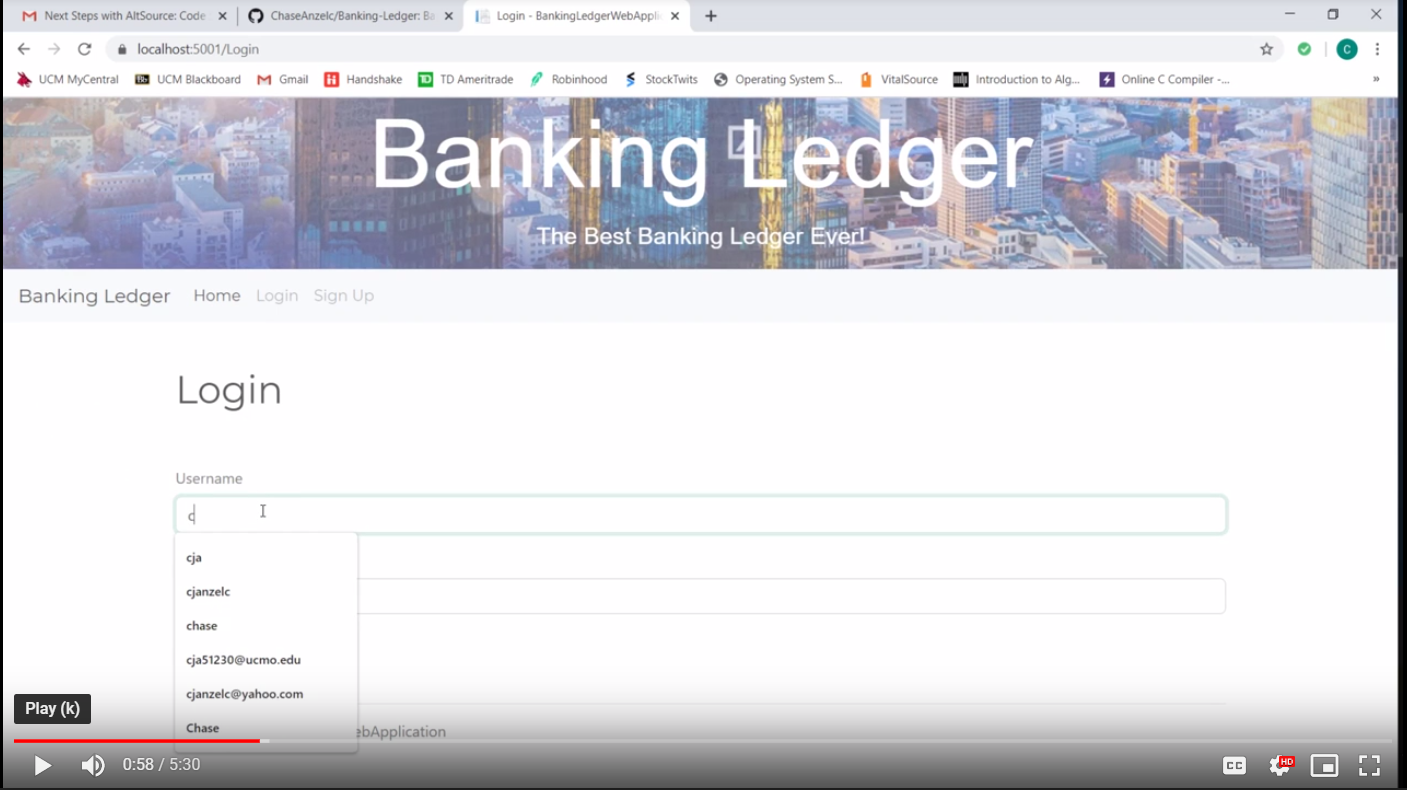 Next Steps with AltSource: Code
ChaseAnzelc/Banking-Ledger: Ba
Login - BankingLedgerWebApplic
localhost:5001/Login
C
UCM MyCentral
UCM Blackboard
Gmail
Handshake
TD Ameritrade
Robinhood
StockTwits
Operating System S...
VitalSource
Introduction to Alg...
Online C Compiler -...
»
Banking Ledger
The Best Banking Ledger Ever!
Banking Ledger Home Login Sign Up
Login
Username
c
cja
cjanzelc
chase
cja51230@ucmo.edu
cjanzelc@yahoo.com
Chase
ebApplication
Play (k)
0:58 / 5:30
CC
HD